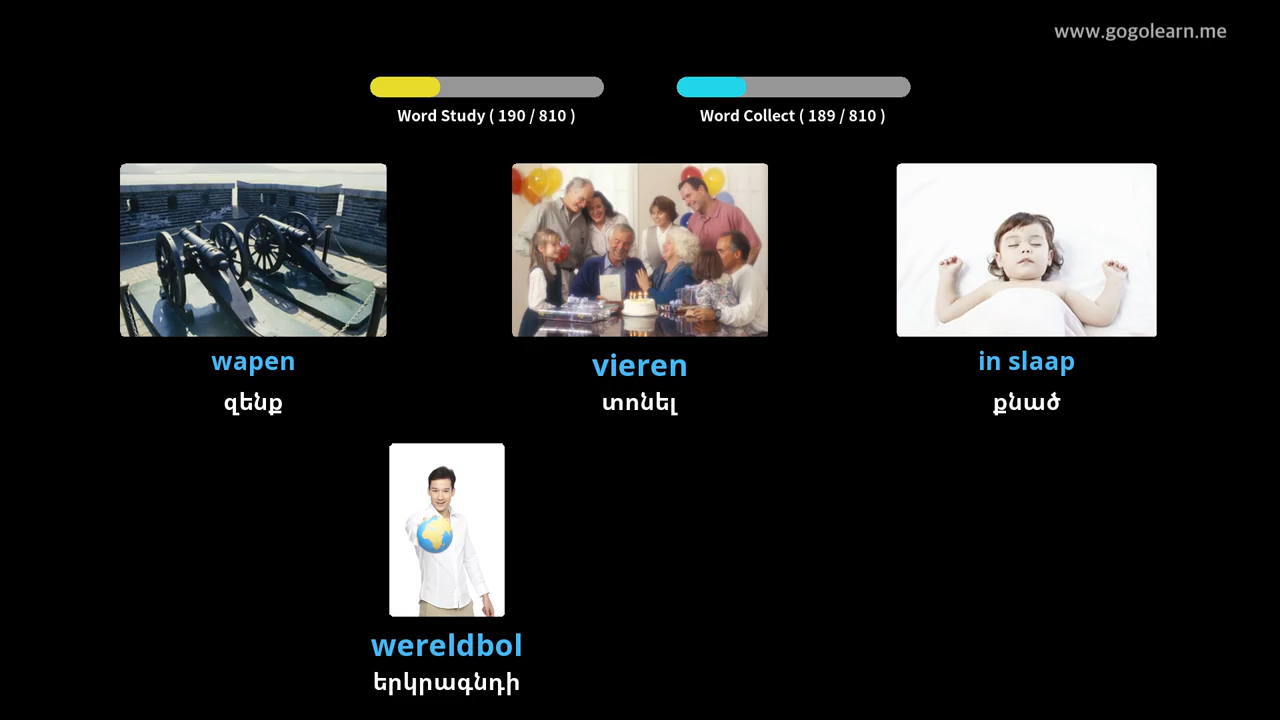 www.gogolearn.me
Word Study ( 190 / 810 )
Word Collect ( 189 / 810 )
wapen
զենք
vieren
տոնել
in slaap
քնած
wereldbol
երկրագնդի